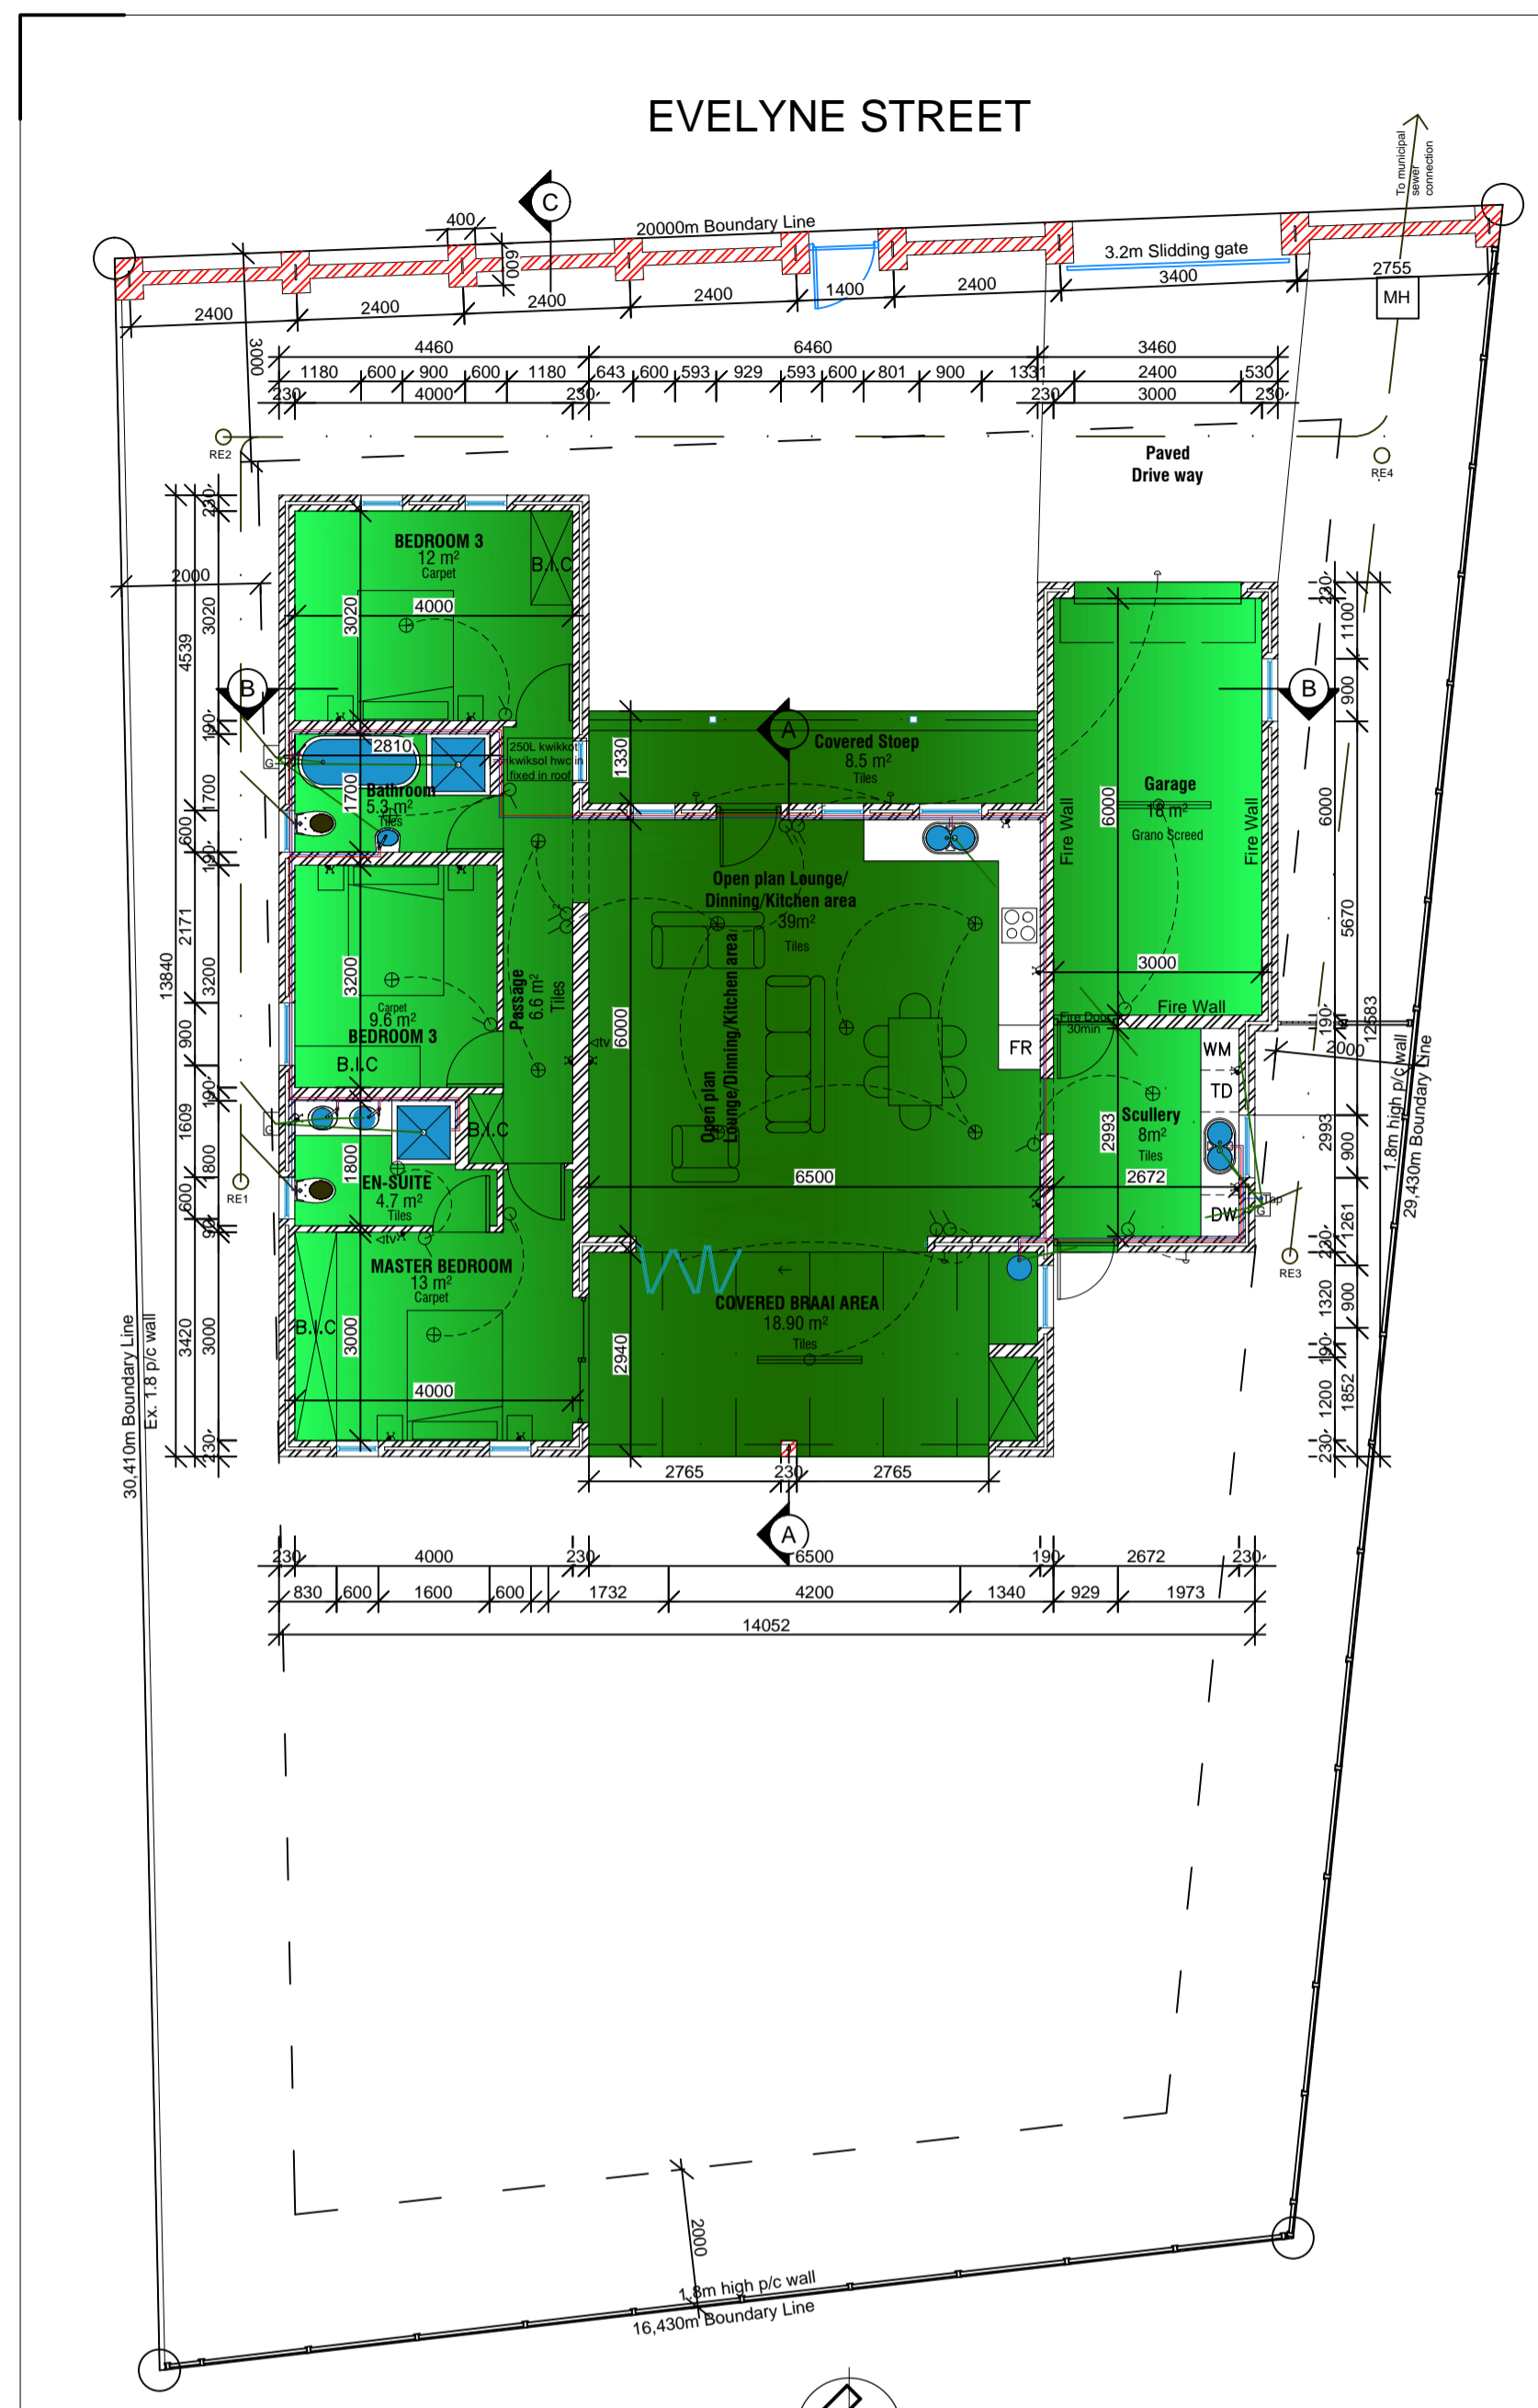 EVELYNE STREET
To municipal
sewer
connection
C
400
20000m Boundary Line
6000
3.2m Slidding gate
2400
2400
2400
2400
1400
2400
3400
2755
MH
3000
4460
6460
3460
1180
600
900
600
1180
643
600
593
929
593
600
801
900
1331
2400
530
230
4000
230
230
3000
230
RE2
RE4
Paved
Drive way
2000
BEDROOM 3
12 m²
Carpet
B.I.C
4000
3020
B
B
A
250L kwikkot
kwiksol hwc in
fixed in roof
2810
Bathroom
5.3 m²
Tiles
1700
G
1330
Covered Stoep
8.5 m²
Tiles
Garage
18 m²
Grano Screed
6000
Fire Wall
Fire Wall
3000
Fire Wall
Open plan Lounge/
Dinning/Kitchen area
39m²
Tiles
Open plan
Lounge/Dinning/Kitchen area
6000
6500
FR
Passage
6.6 m²
Tiles
tv
3200
Carpet
9.6 m²
BEDROOM 3
B.I.C
Fire Door
30min
WM
TD
DW
Scullery
8m²
Tiles
2993
2672
Tap
G
G
B.I.C
1800
EN-SUITE
4.7 m²
Tiles
tv
RE1
RE3
MASTER BEDROOM
13 m²
Carpet
B.I.C
3000
4000
COVERED BRAAI AREA
18.90 m²
Tiles
2940
2765
230
2765
A
230
3020
190
1700
600
190
3200
900
190
1800
600
90
3000
230
4539
2171
1609
3420
13840
230
6000
190
2993
230
1320
190
1200
230
1100
900
5670
900
1261
900
1852
12583
2000
1.8m high p/c wall
29,430m Boundary Line
30,410m Boundary Line
Ex. 1.8 p/c wall
230
4000
230
6500
190
2672
230
830
600
1600
600
1732
4200
1340
929
1973
14052
2000
1.8m high p/c wall
16,430m Boundary Line